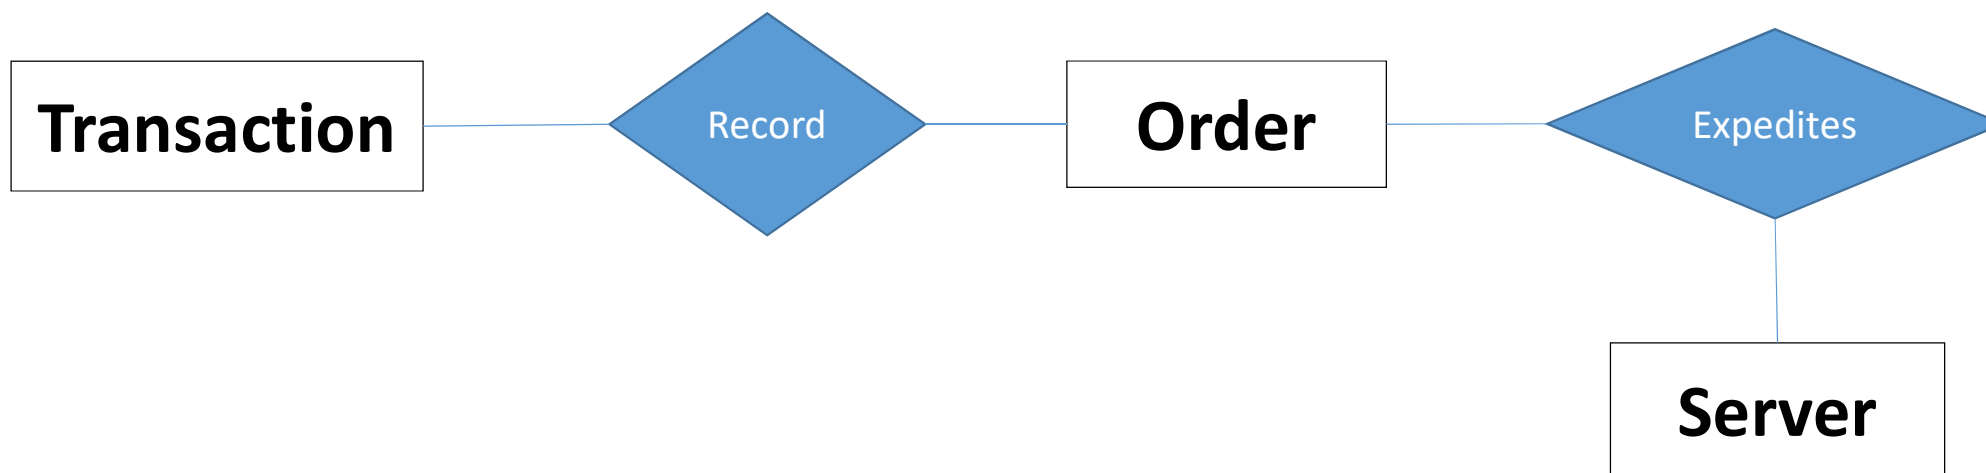 Transaction
Record
Order
Expedites
Server